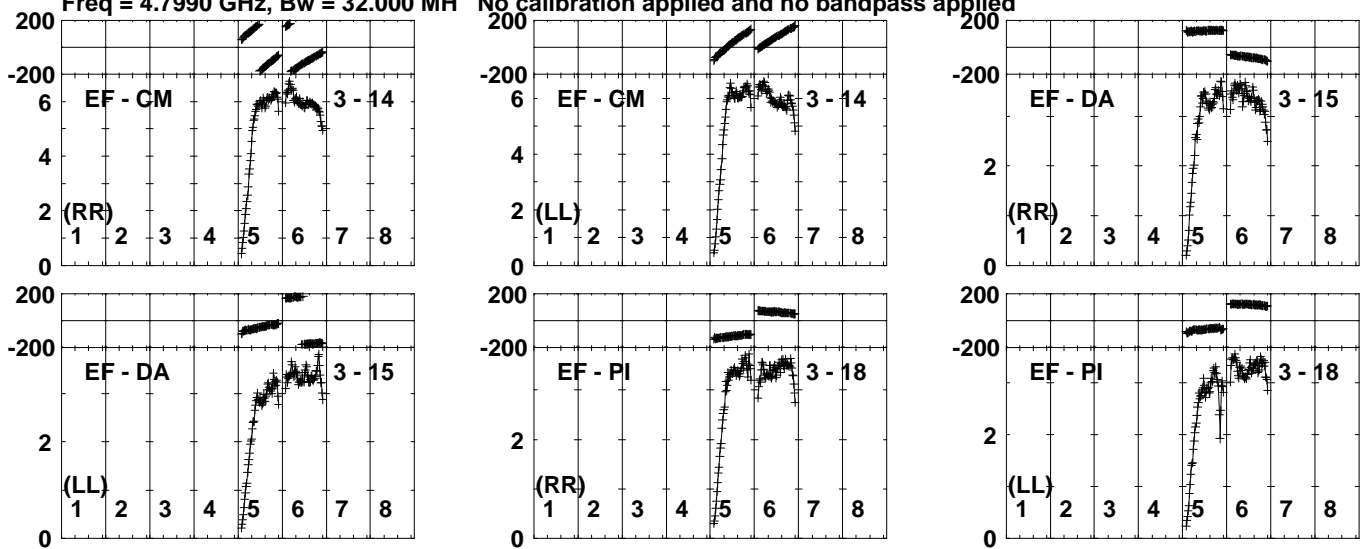 Freq = 4.7990 GHz, Bw = 32.000 MH No calibration applied and no bandpass applied
200 200 200
-200 -200 -200
EF - CM 3 - 14 EF - CM 3 - 14 EF - DA 3 - 15
6 6
4 4
2
2 2
(RR) (LL) (RR)
1 2 3 4 5 6 7 8 1 2 3 4 5 6 7 8 1 2 3 4 5 6 7 8
0 0 0
200 200 200
-200 -200 -200
EF - DA 3 - 15 EF - PI 3 - 18 EF - PI 3 - 18
2 2 2
(LL) (RR) (LL)
1 2 3 4 5 6 7 8 1 2 3 4 5 6 7 8 1 2 3 4 5 6 7 8
0 0 0